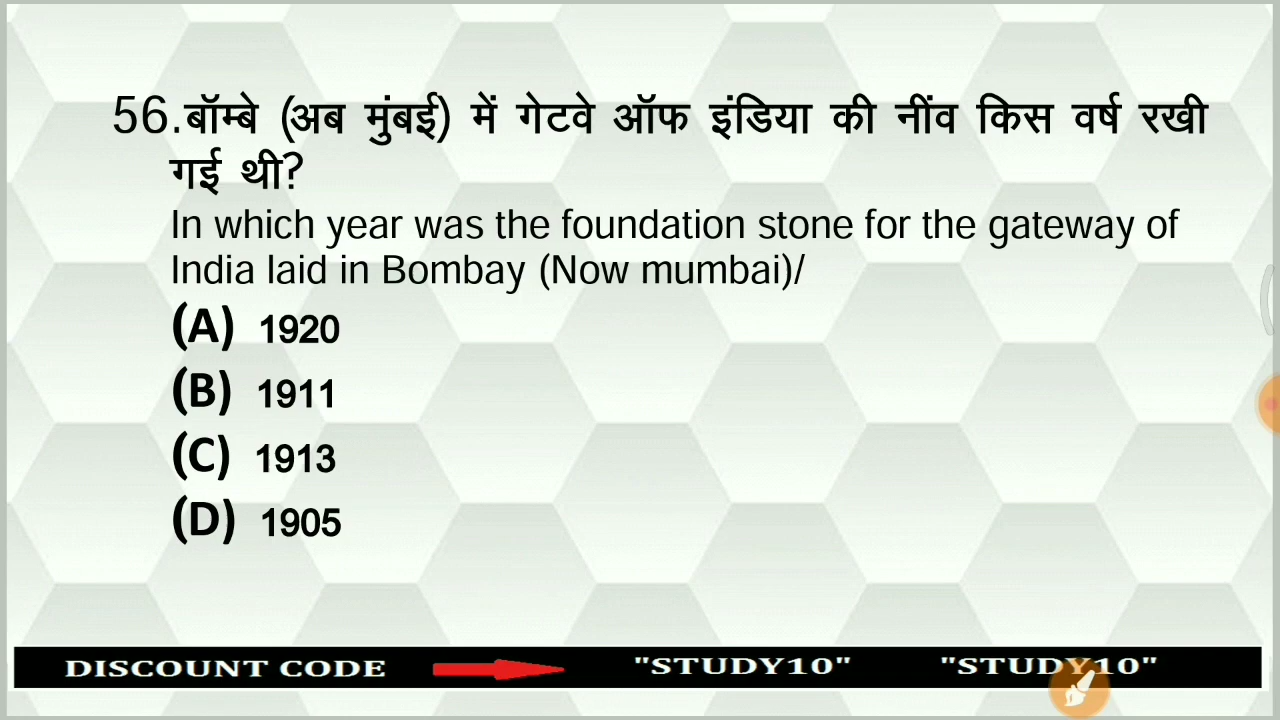 56.बॉम्बे (अब मुंबई) में गेटवे ऑफ इंडिया की नींव किस वर्ष रखी
गई थी?
In which year was the foundation stone for the gateway of
India laid in Bombay (Now mumbai)/
(A) 1920
(B) 1911
(C) 1913
(D) 1905
DISCOUNT CODE "STUDY10" "STUDY10"